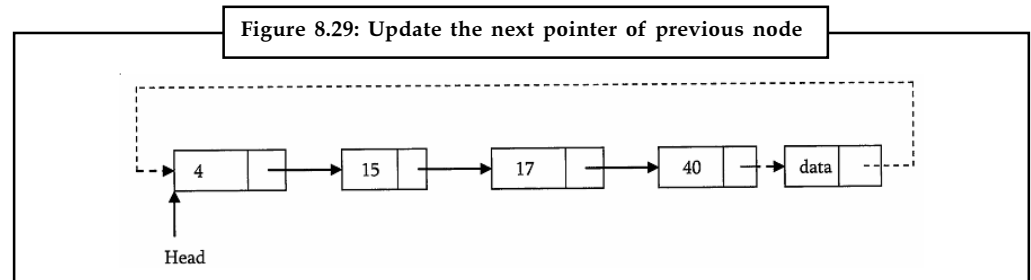 Figure 8.29: Update the next pointer of previous node
4 15 17 40 data
Head